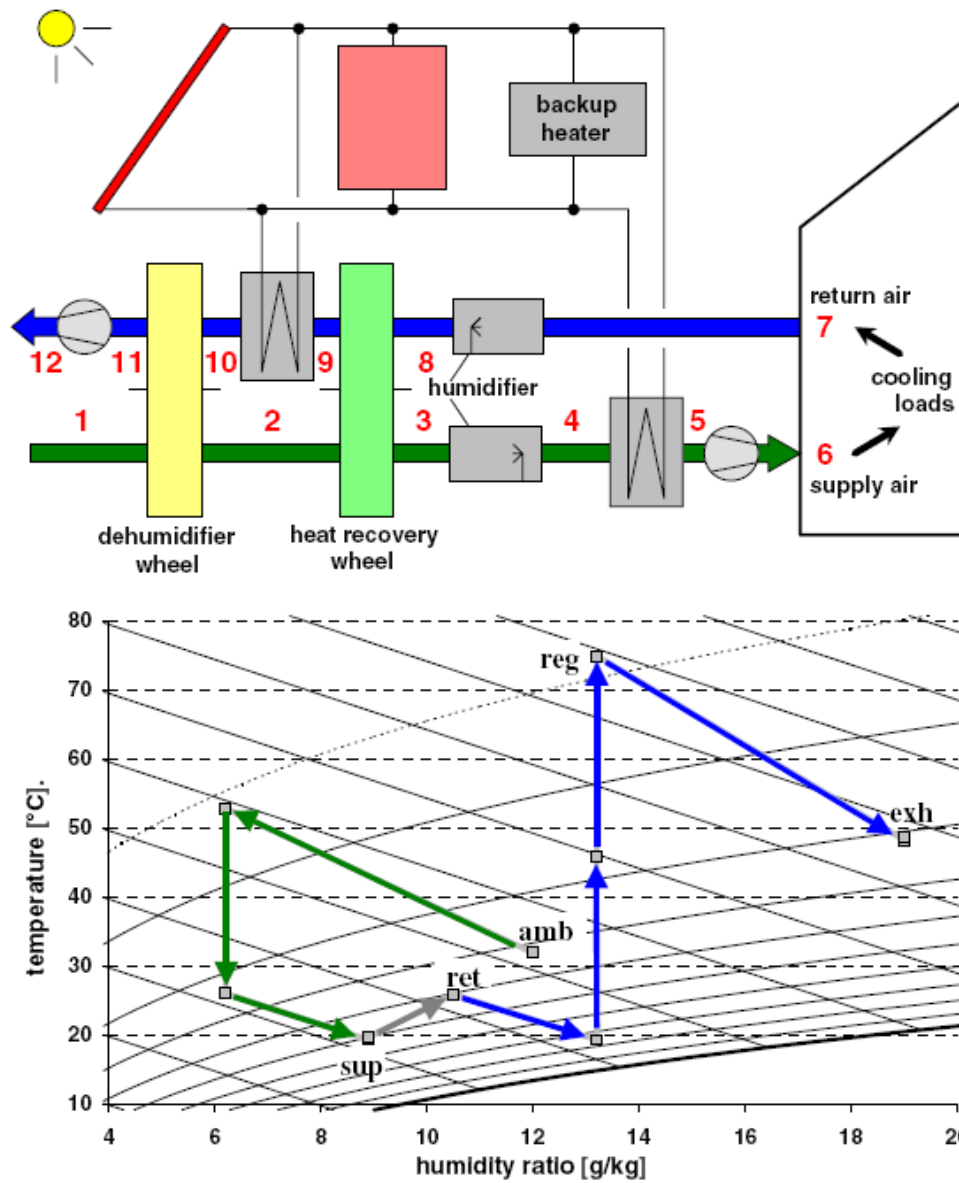 backup
heater
return air
7
12 11 10 9 8
humidifier
cooling
loads
1 2 3 4 5
6
supply air
dehumidifier
wheel
heat recovery
wheel
80
reg
70
60
50
exh
40
amb
30
ret
20
sup
10
temperature [°C].
4 6 8 10 12 14 16 18 20
humidity ratio [g/kg]